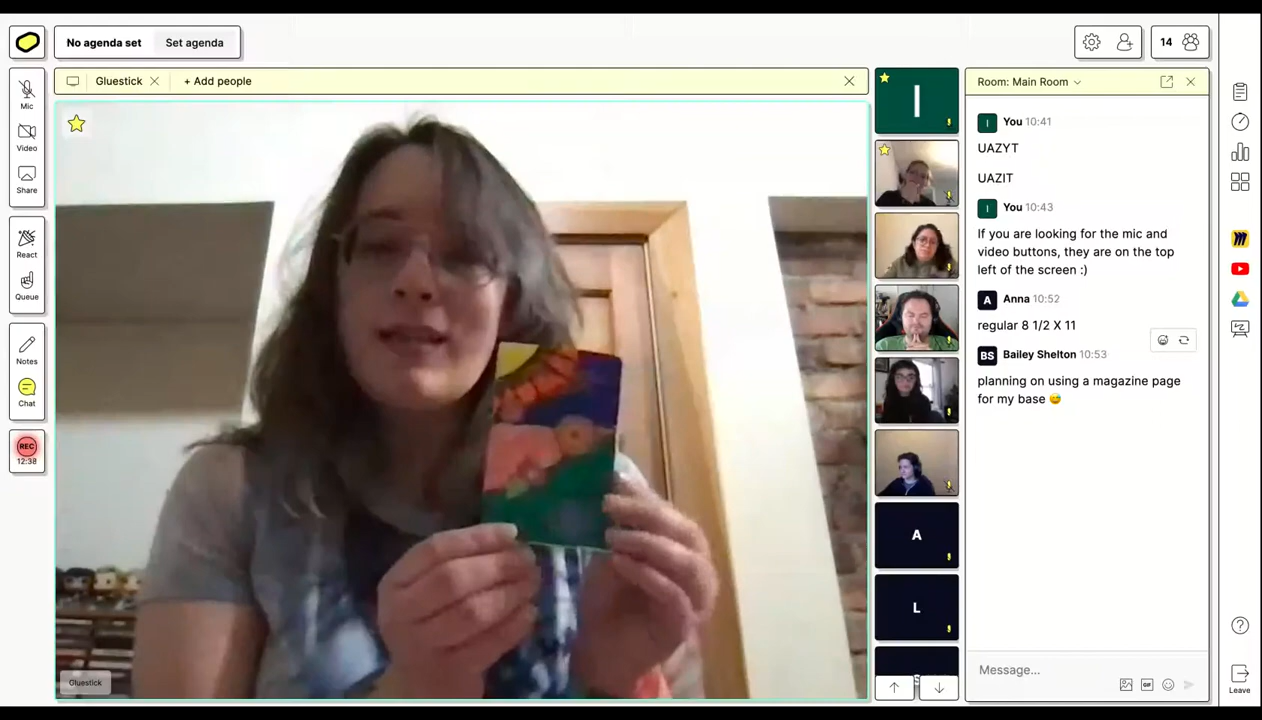 No agenda set
Set agenda
14
Mic
Video
Share
React
Queue
Notes
Chat
REC
12:38
Gluestick
+ Add people
Gluestick
I
A
L
Room: Main Room
I
You 10:41
UAZYT
UAZIT
I
You 10:43
If you are looking for the mic and
video buttons, they are on the top
left of the screen :)
A
Anna 10:52
regular 8 1/2 X 11
BS
Bailey Shelton 10:53
planning on using a magazine page
for my base 😅
Message...
GIF
Leave